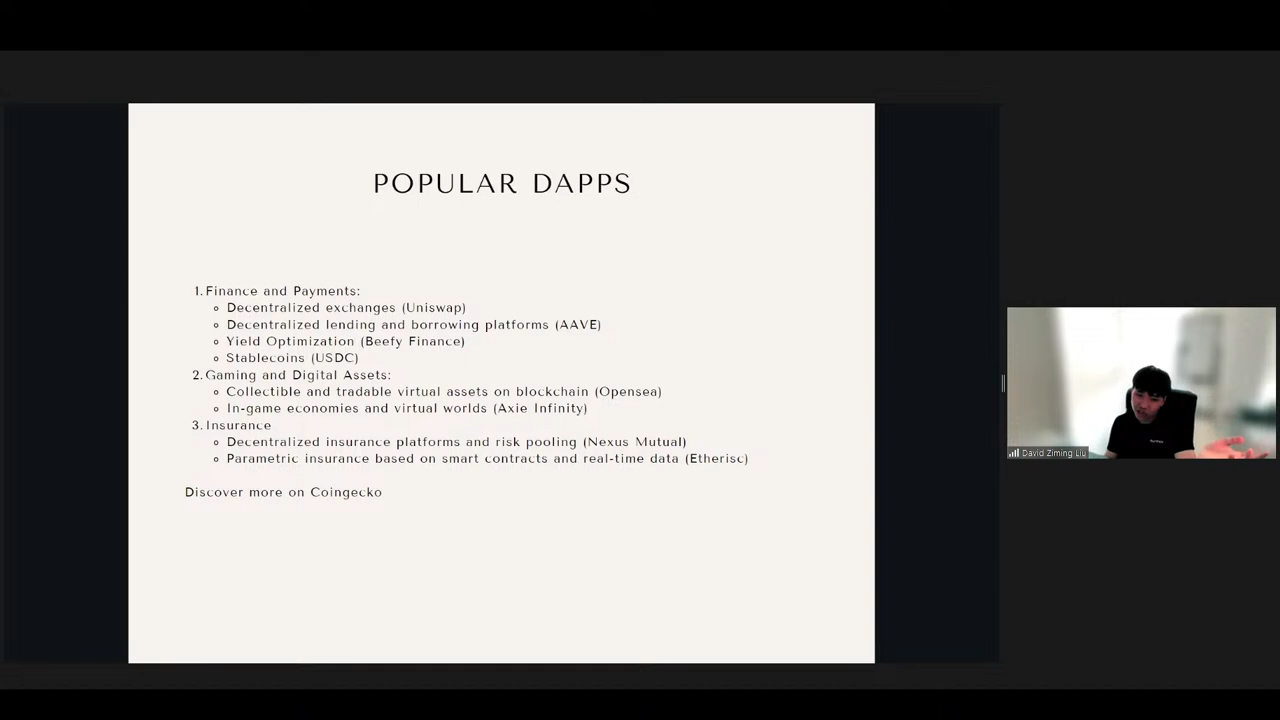 POPULAR DAPPS
1. Finance and Payments:
Decentralized exchanges (Uniswap)
Decentralized lending and borrowing platforms (AAVE)
Yield Optimization (Beefy Finance)
Stablecoins (USDC)
2. Gaming and Digital Assets:
Collectible and tradable virtual assets on blockchain (Opensea)
In-game economies and virtual worlds (Axie Infinity)
3. Insurance
Decentralized insurance platforms and risk pooling (Nexus Mutual)
Parametric insurance based on smart contracts and real-time data (Etherisc)
Discover more on Coingecko
David Ziming Liu